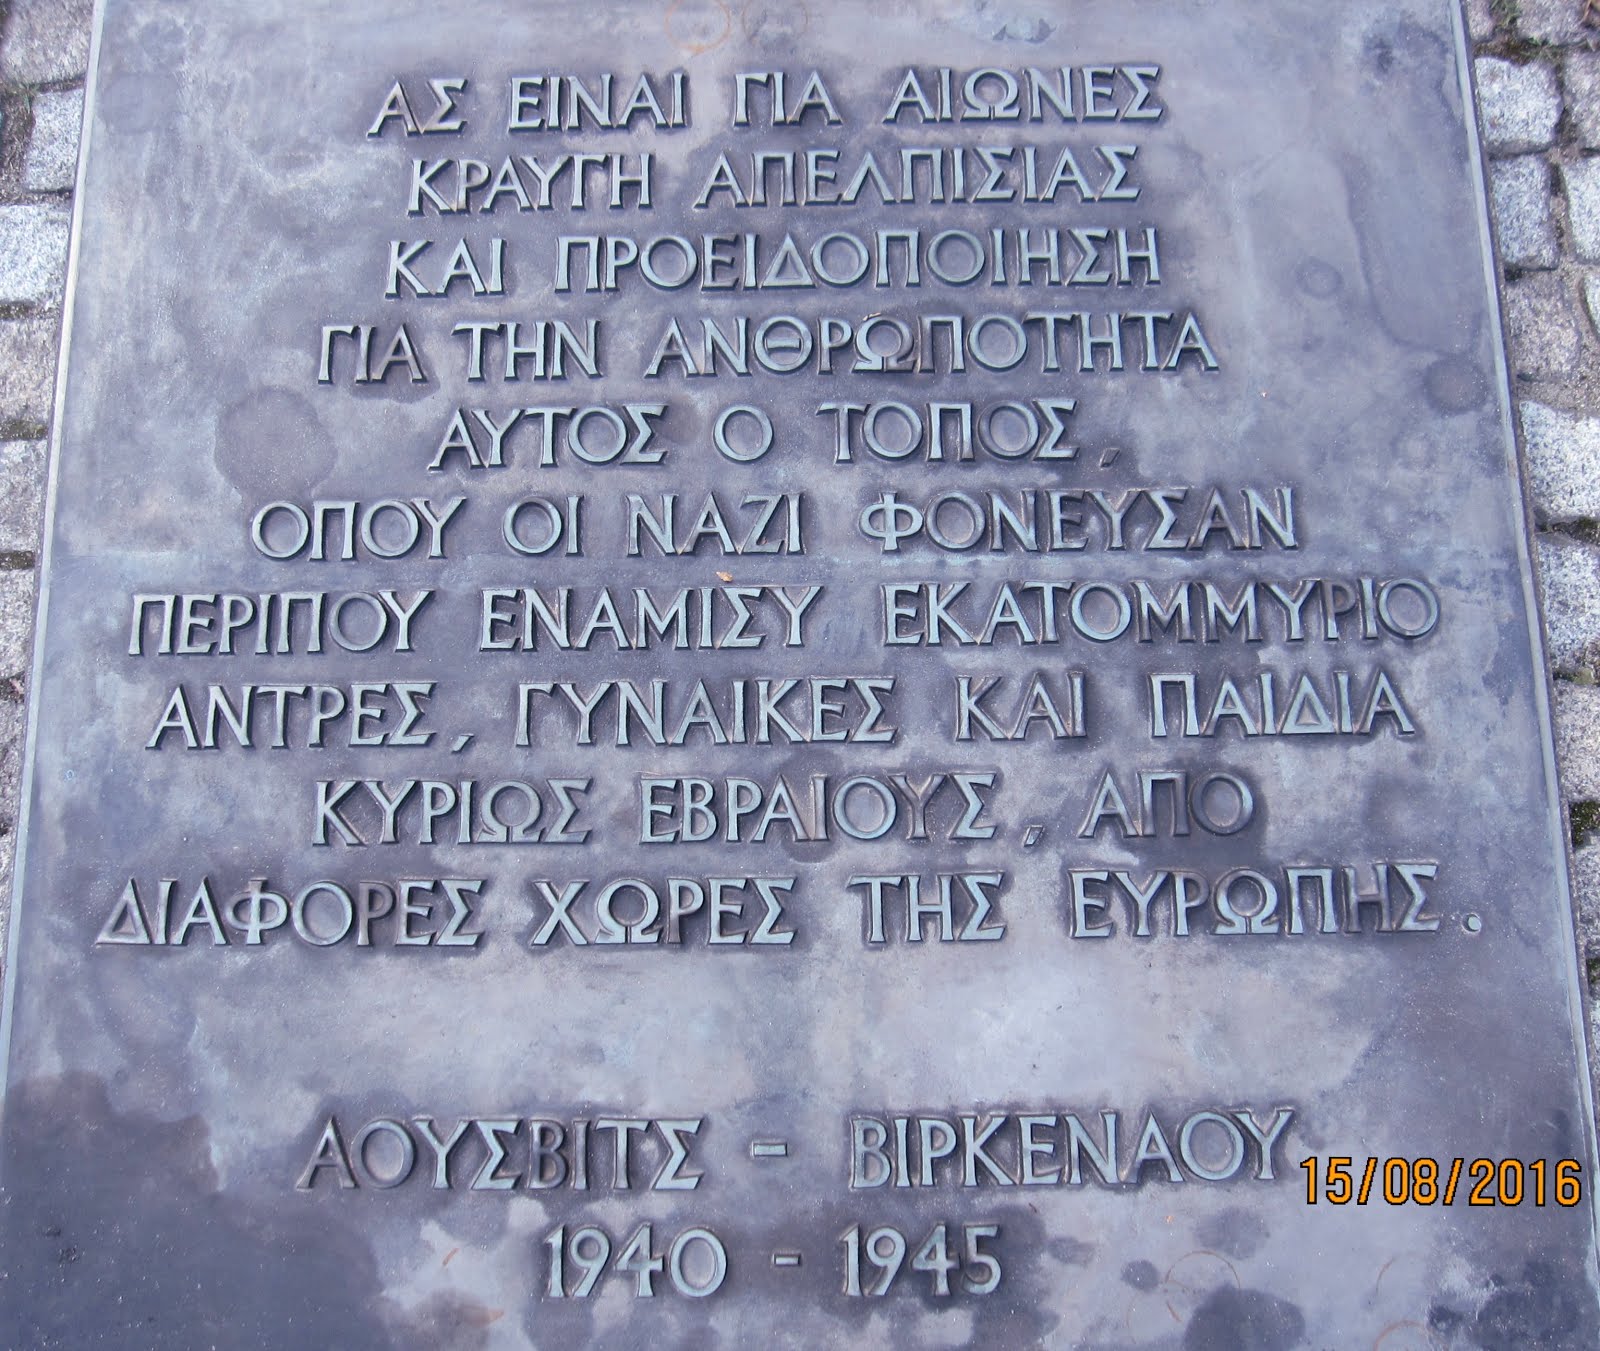 ΑΣ ΕΙΝΑΙ ΓΙΑ ΑΙΩΝΕΣ
ΚΡΑΥΓΗ ΑΠΕΛΠΙΣΙΑΣ
ΚΑΙ ΠΡΟΕΙΔΟΠΟΙΗΣΗ
ΓΙΑ ΤΗΝ ΑΝΘΡΩΠΟΤΗΤΑ
ΑΥΤΟΣ Ο ΤΟΠΟΣ,
ΟΠΟΥ ΟΙ ΝΑΖΙ ΦΟΝΕΥΣΑΝ
ΠΕΡΙΠΟΥ ΕΝΑΜΙΣΥ ΕΚΑΤΟΜΜΥΡΙΟ
ΑΝΤΡΕΣ, ΓΥΝΑΙΚΕΣ ΚΑΙ ΠΑΙΔΙΑ
ΚΥΡΙΩΣ ΕΒΡΑΙΟΥΣ, ΑΠΟ
ΔΙΑΦΟΡΕΣ ΧΩΡΕΣ ΤΗΣ ΕΥΡΩΠΗΣ.
ΑΟΥΣΒΙΤΣ - ΒΙΡΚΕΝΑΟΥ
15/08/2016
1940 - 1945